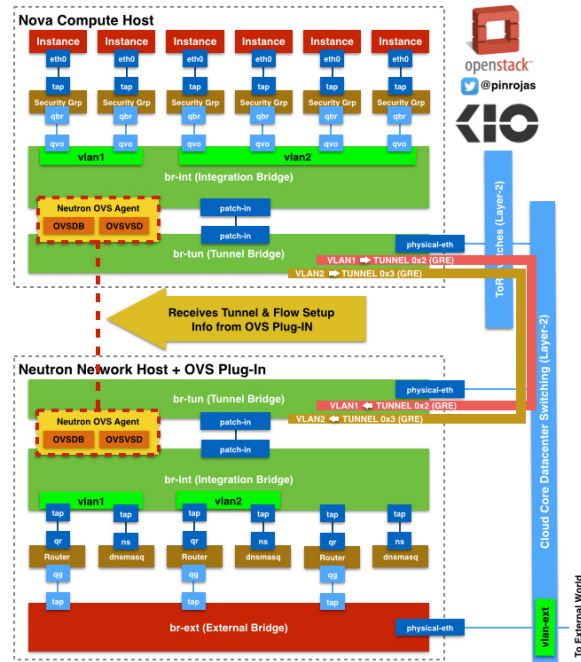 Nova Compute Host
Instance Instance Instance Instance Instance Instance
eth0 eth0 eth0 eth0 eth0 eth0
tap tap tap tap tap tap
Security Grp Security Grp Security Grp Security Grp Security Grp Security Grp
qbr qbr qbr qbr qbr qbr
qvo qvo qvo qvo qvo qvo
vlan1 vlan2
br-int (Integration Bridge)
Neutron OVS Agent
OVSDB OVSVSD
patch-in
patch-in
br-tun (Tunnel Bridge)
physical-eth
VLAN1 TUNNEL 0x2 (GRE)
VLAN2 TUNNEL 0x3 (GRE)
openstack
@pinrojas
KIO
(Layer-2)
Cloud Core Datacenter Switching (Layer-2)
Receives Tunnel & Flow Setup
Info from OVS Plug-IN
Neutron Network Host + OVS Plug-In
br-tun (Tunnel Bridge)
physical-eth
VLAN1 TUNNEL 0x2 (GRE)
VLAN2 TUNNEL 0x3 (GRE)
Neutron OVS Agent
OVSDB OVSVSD
patch-in
patch-in
br-int (Integration Bridge)
vlan1 vlan2
tap tap tap tap tap tap
qr ns qr ns qr ns
Router dnsmasq Router dnsmasq Router dnsmasq
qg qg qg
tap tap tap
br-ext (External Bridge)
physical-eth
vlan-ext
To External World